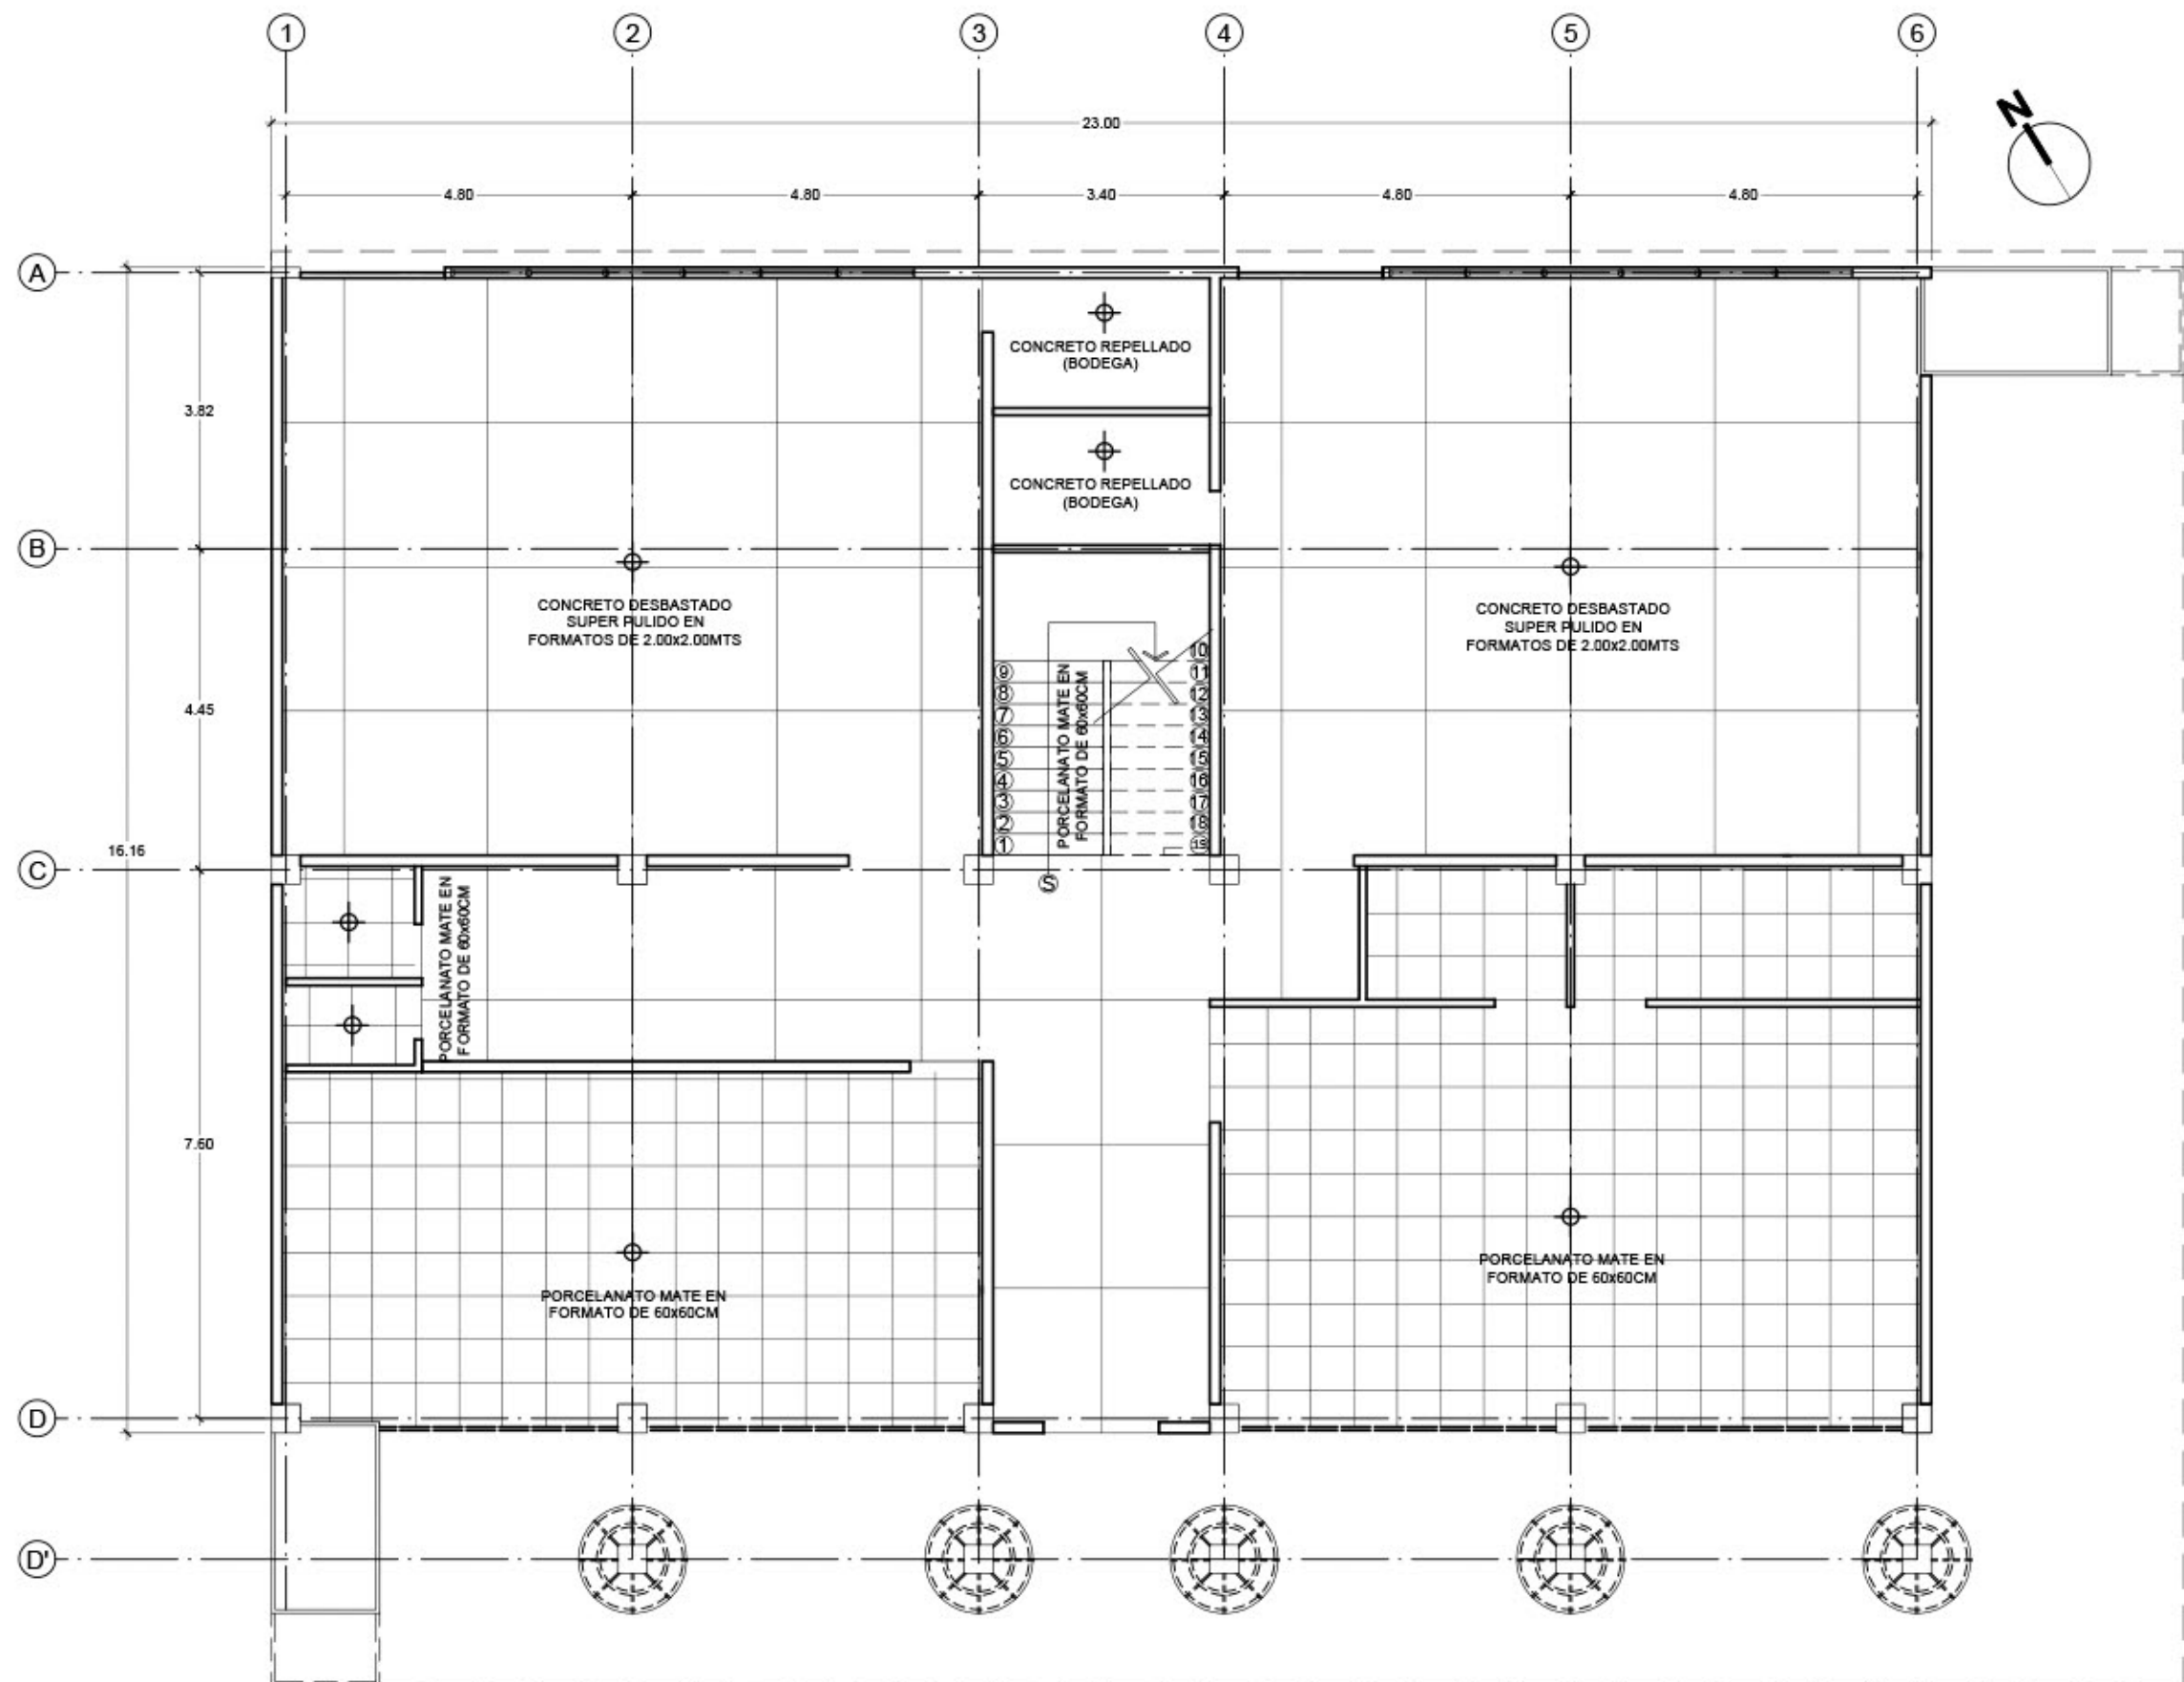 1 2 3 4 5 6
N
23.00
4.80 4.80 3.40 4.80 4.80
A
CONCRETO REPELLADO
(BODEGA)
3.82
CONCRETO REPELLADO
(BODEGA)
B
CONCRETO DESBASTADO
SUPER PULIDO EN
FORMATOS DE 2.00x2.00MTS
CONCRETO DESBASTADO
SUPER PULIDO EN
FORMATOS DE 2.00x2.00MTS
4.45
10
9 11
8 12
7 13
6 14
5 15
4 16
3 17
2 18
1 19
PORCELANATO MATE EN
FORMATO DE 60x60CM
16.16
C
S
PORCELANATO MATE EN
FORMATO DE 60x60CM
7.60
PORCELANATO MATE EN
FORMATO DE 60x60CM
PORCELANATO MATE EN
FORMATO DE 60x60CM
D
D'